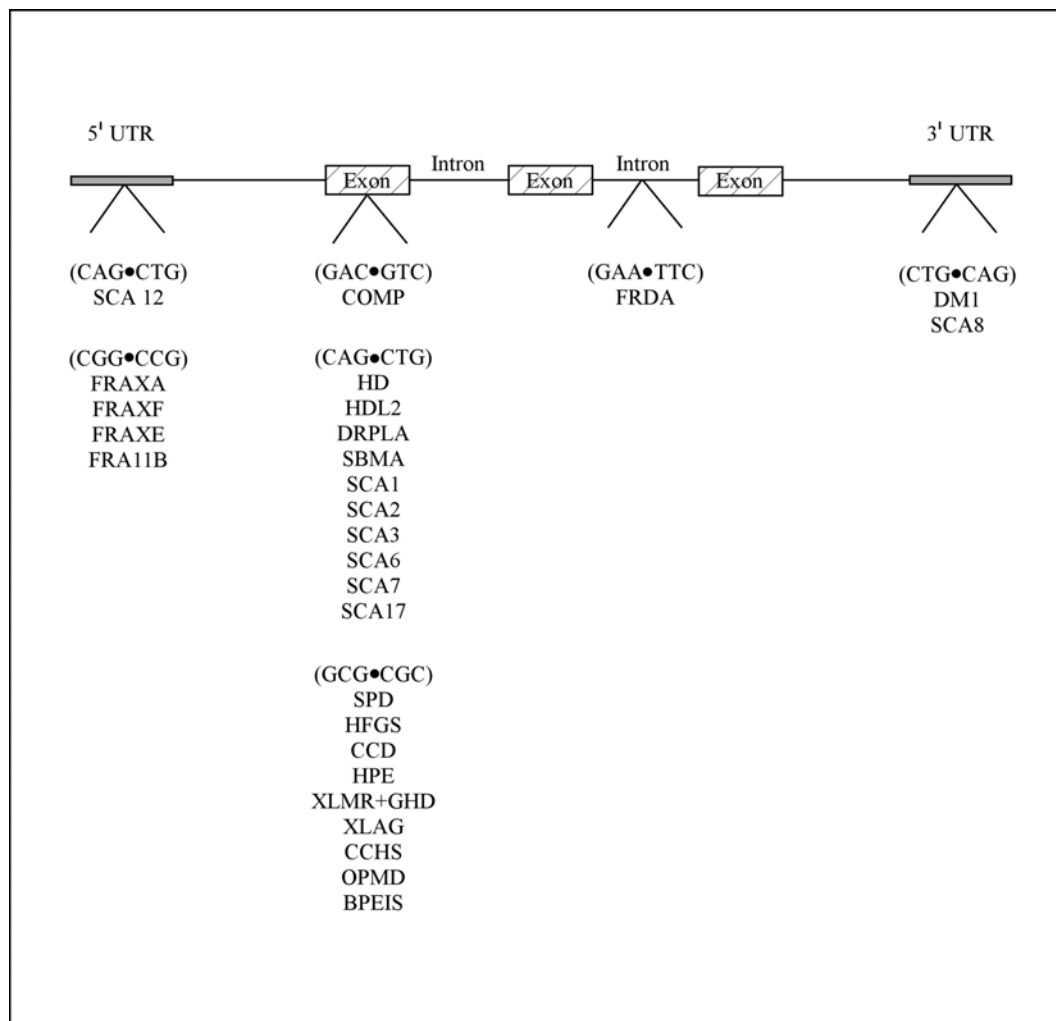 5' UTR
3' UTR
Intron
Intron
Exon
Exon
Exon
(CAG•CTG)
SCA 12
(CGG•CCG)
FRAXA
FRAXF
FRAXE
FRA11B
(GAC•GTC)
COMP
(CAG•CTG)
HD
HDL2
DRPLA
SBMA
SCA1
SCA2
SCA3
SCA6
SCA7
SCA17
(GCG•CGC)
SPD
HFGS
CCD
HPE
XLMR+GHD
XLAG
CCHS
OPMD
BPEIS
(GAA•TTC)
FRDA
(CTG•CAG)
DM1
SCA8